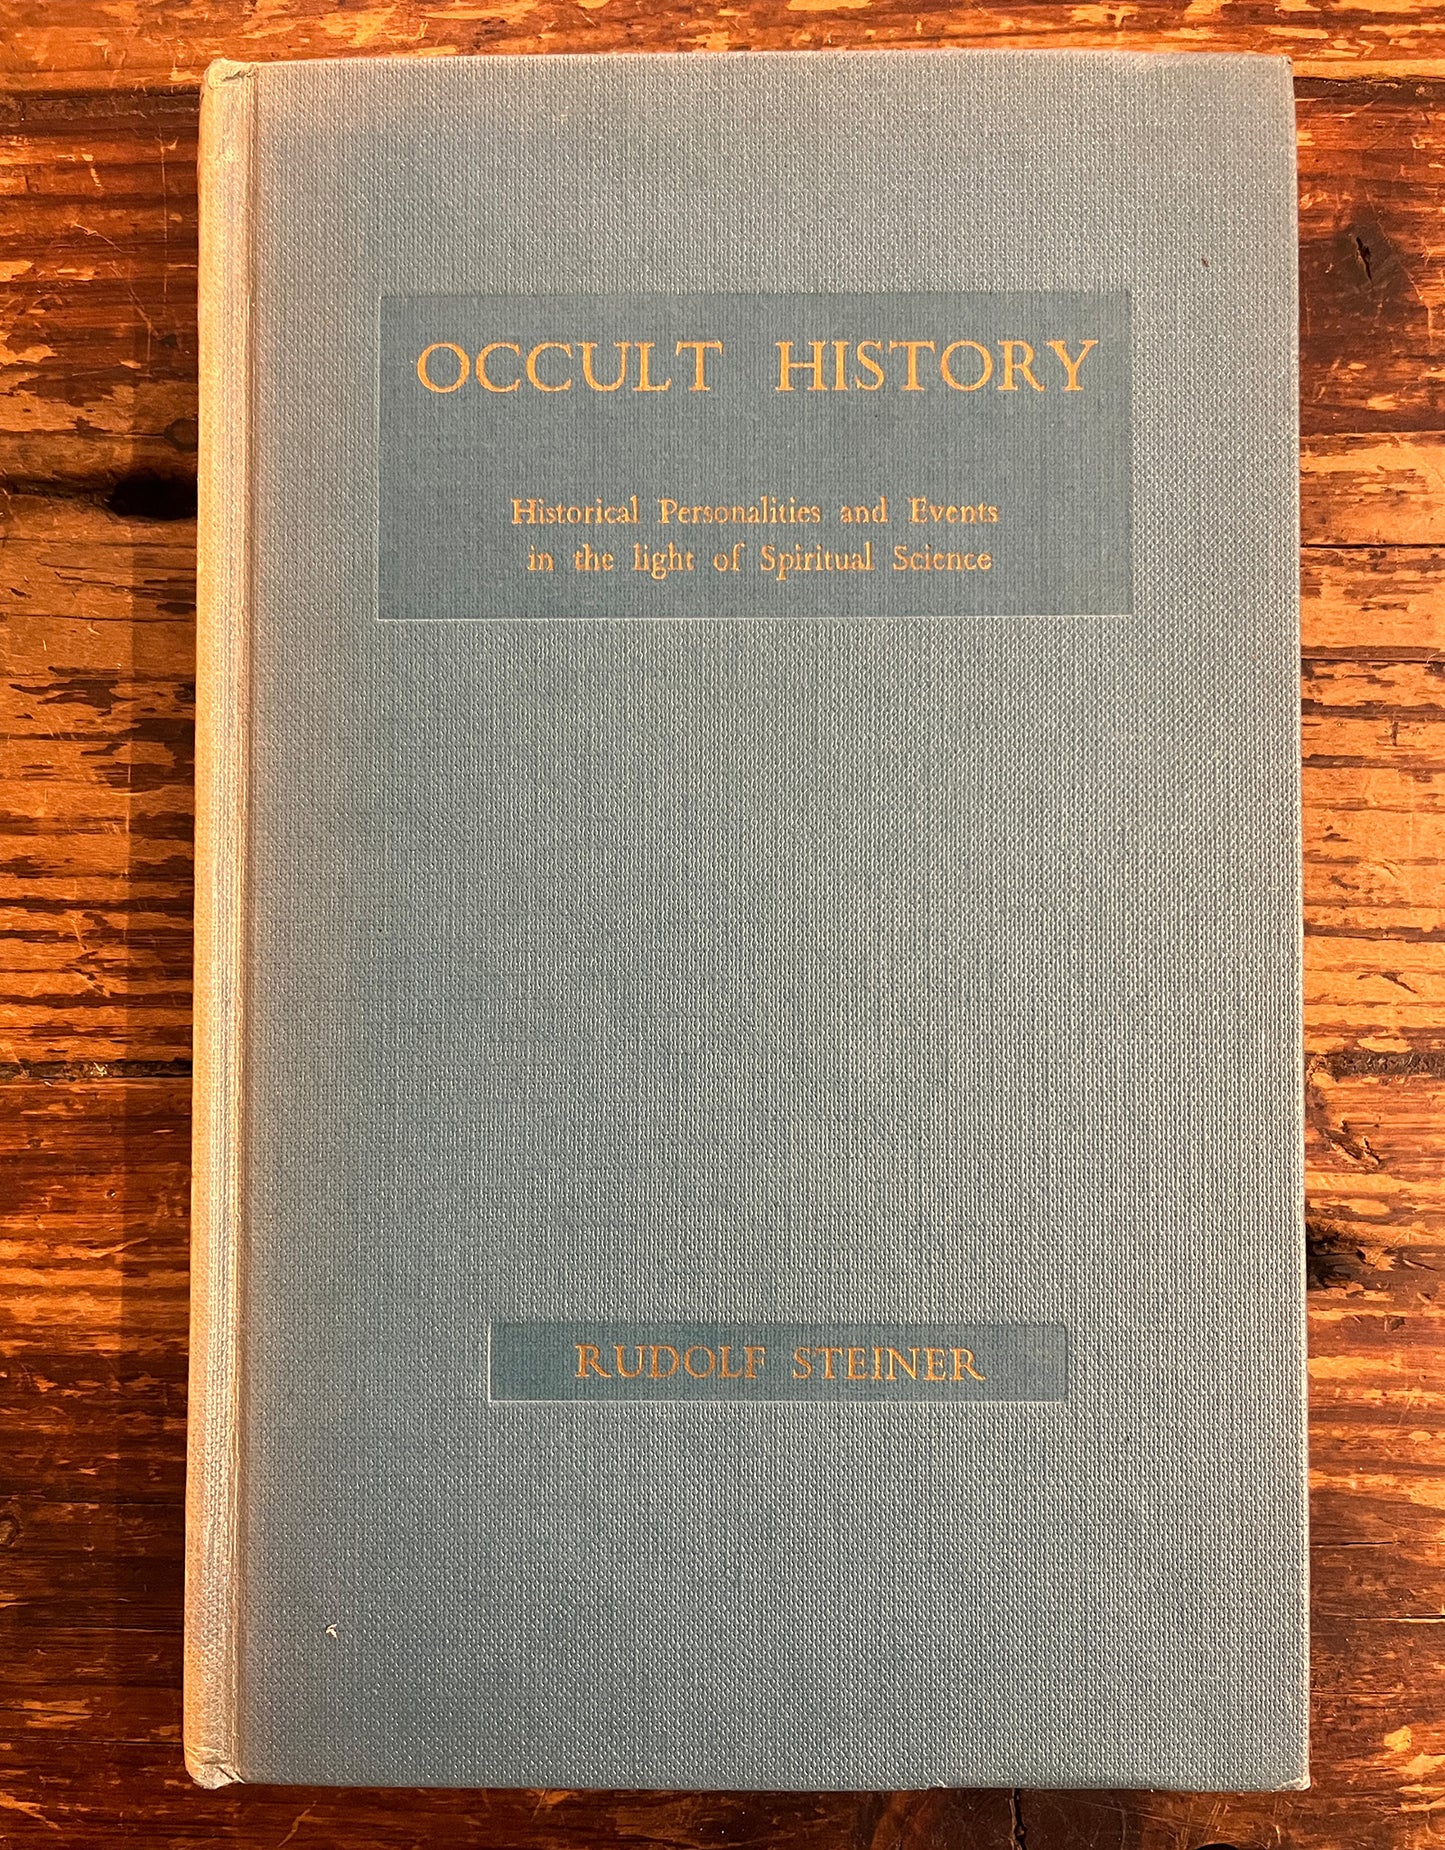 OCCULT HISTORY
Historical Personalities and Events
in the light of Spiritual Science
RUDOLF STEINER